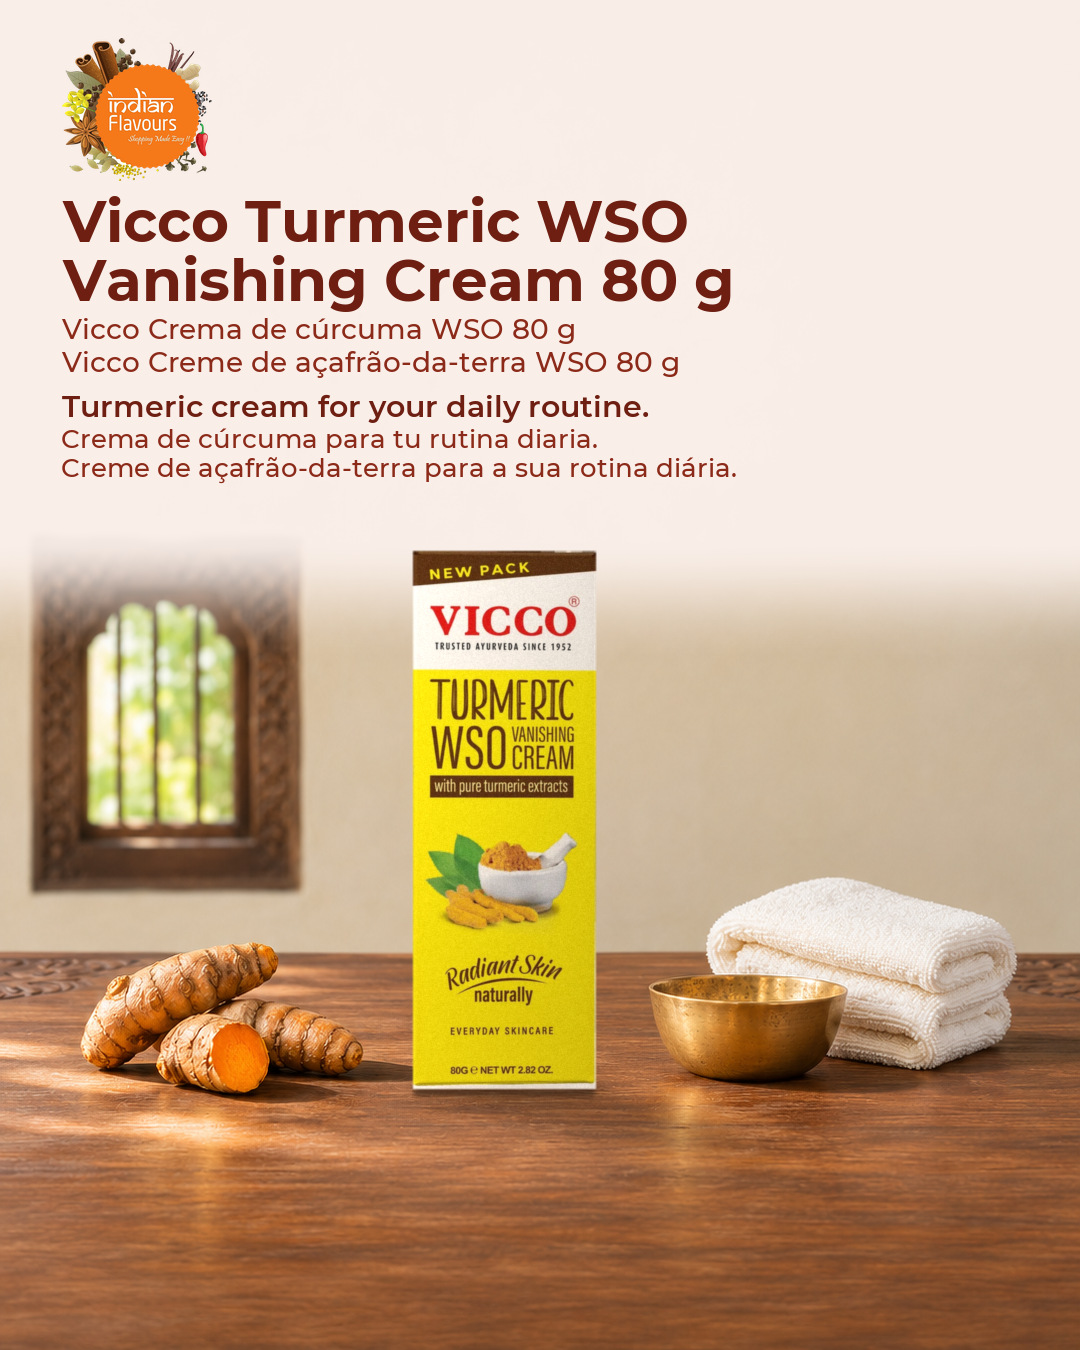 indian
Flavours
Shopping Made Easy !!
Vicco Turmeric WSO
Vanishing Cream 80 g
Vicco Crema de cúrcuma WSO 80 g
Vicco Creme de açafrão-da-terra WSO 80 g
Turmeric cream for your daily routine.
Crema de cúrcuma para tu rutina diaria.
Creme de açafrão-da-terra para a sua rotina diária.
NEW PACK
VICCO®
TRUSTED AYURVEDA SINCE 1952
TURMERIC
WSO VANISHING CREAM
with pure turmeric extracts
Radiant Skin
naturally
EVERYDAY SKINCARE
80G ℮ NET WT 2.82 OZ.